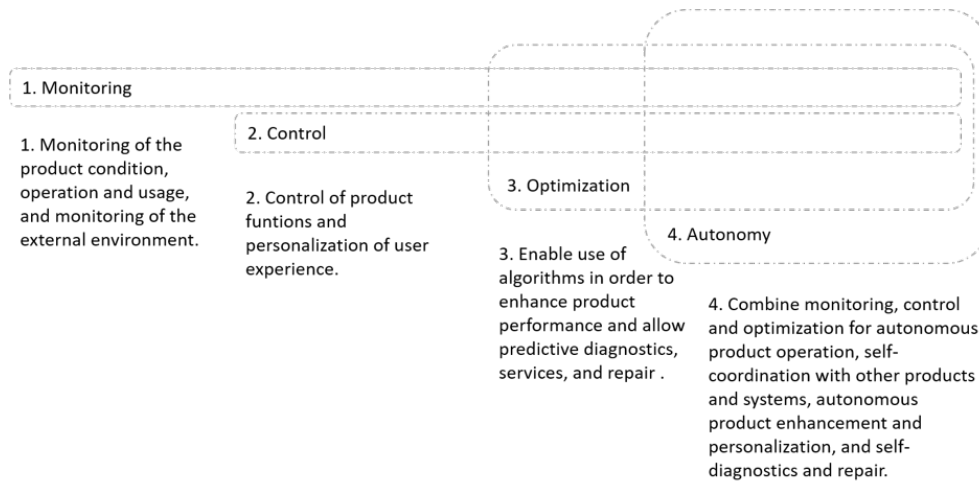 1. Monitoring
1. Monitoring of the
product condition,
operation and usage,
and monitoring of the
external environment.
2. Control
2. Control of product
funtions and
personalization of user
experience.
3. Optimization
3. Enable use of
algorithms in order to
enhance product
performance and allow
predictive diagnostics,
services, and repair .
4. Autonomy
4. Combine monitoring, control
and optimization for autonomous
product operation, self-
coordination with other products
and systems, autonomous
product enhancement and
personalization, and self-
diagnostics and repair.